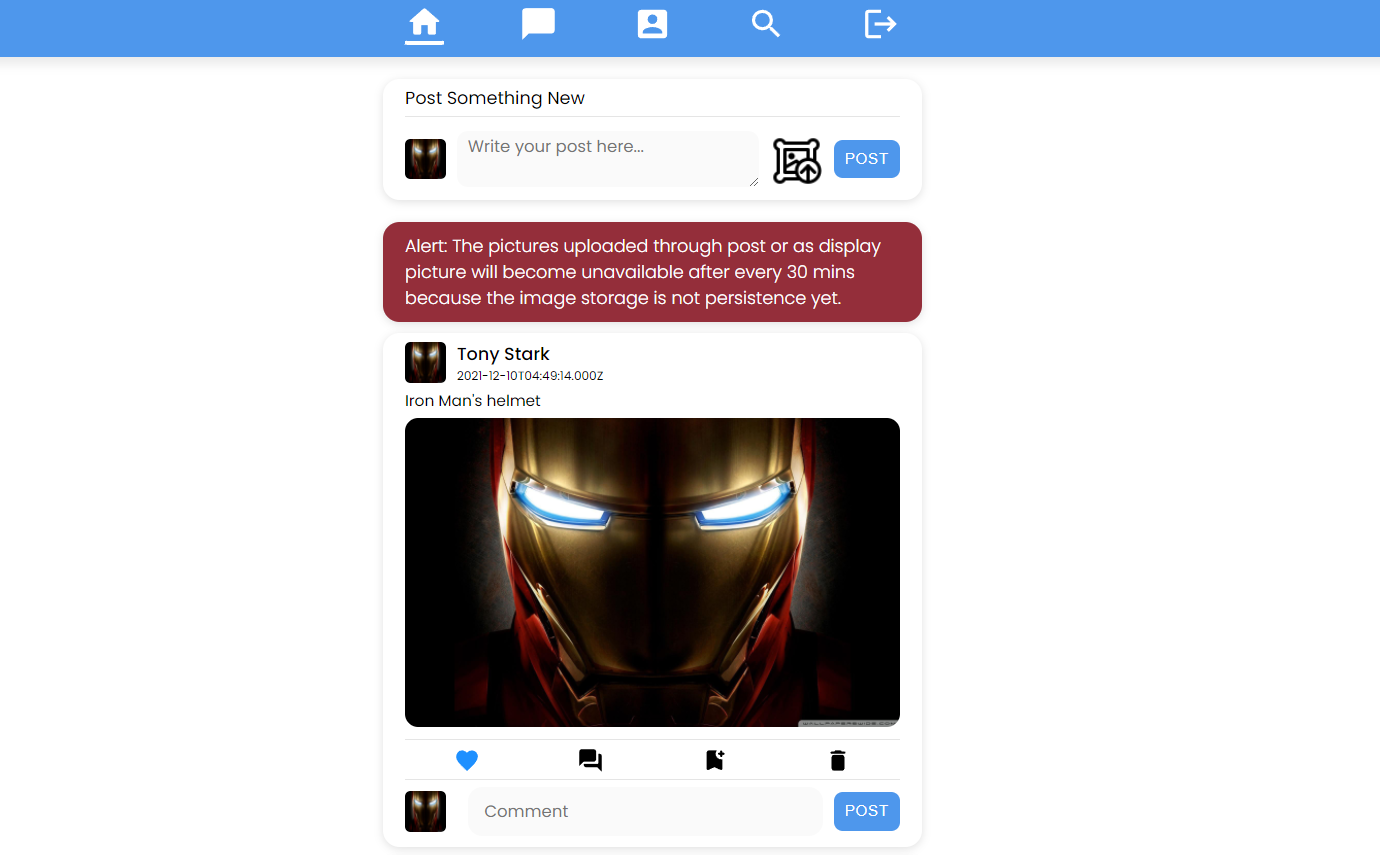 Post Something New
Write your post here...
POST
Alert: The pictures uploaded through post or as display
picture will become unavailable after every 30 mins
because the image storage is not persistence yet.
Tony Stark
2021-12-10T04:49:14.000Z
Iron Man's helmet
Comment
POST